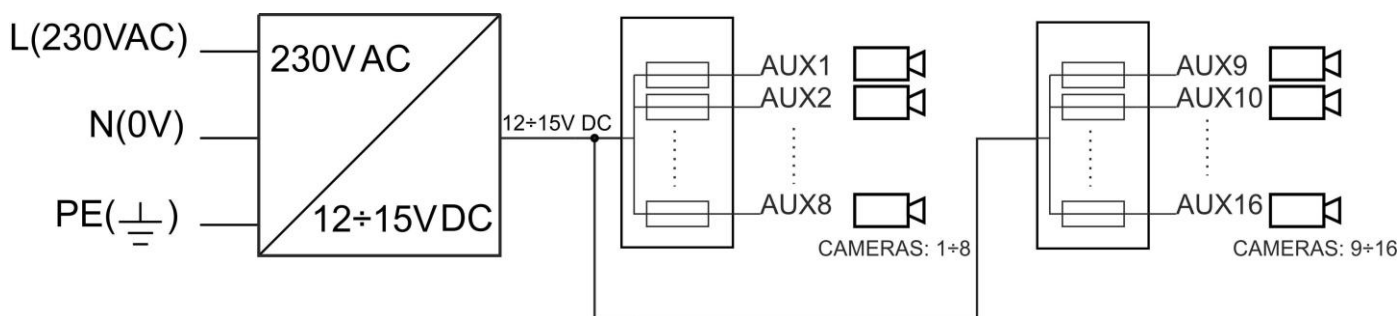 L(230VAC)
N(0V)
PE( )
230V AC
12÷15VDC
12÷15V DC
AUX1
AUX2
AUX8
CAMERAS: 1÷8
AUX9
AUX10
AUX16
CAMERAS: 9÷16